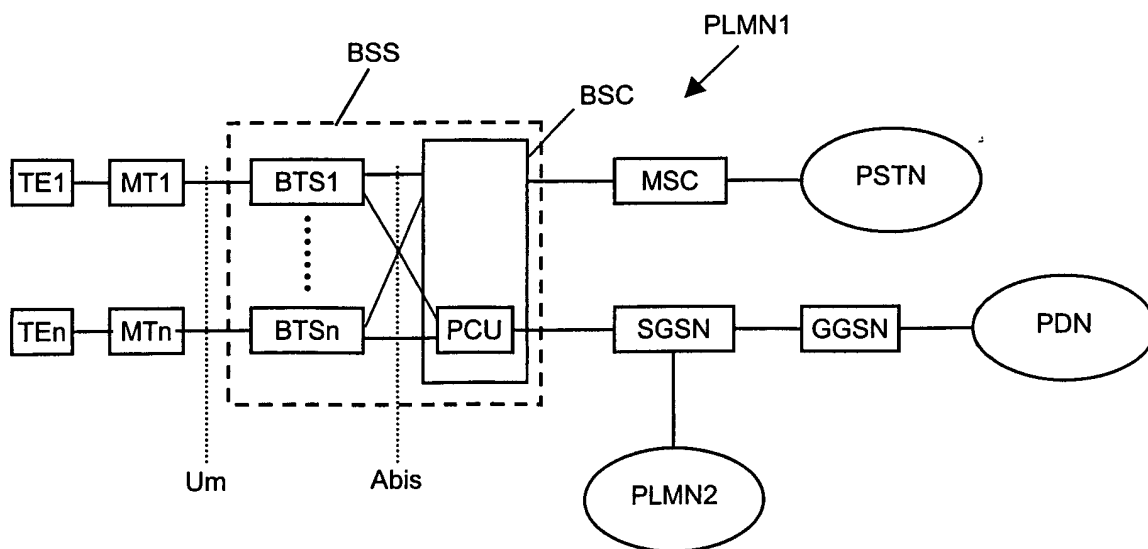 PLMN1
BSS
BSC
TE1
MT1
BTS1
MSC
PSTN
TEn
MTn
BTSn
PCU
SGSN
GGSN
PDN
Um
Abis
PLMN2